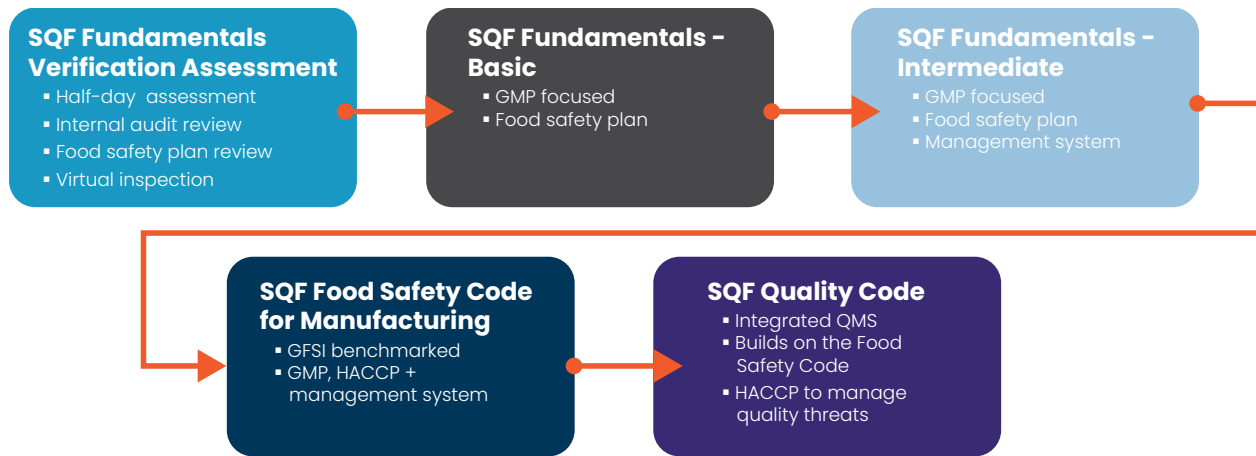 SQF Fundamentals
Verification Assessment
▪ Half-day assessment
▪ Internal audit review
▪ Food safety plan review
▪ Virtual inspection
SQF Fundamentals -
Basic
▪ GMP focused
▪ Food safety plan
SQF Fundamentals -
Intermediate
▪ GMP focused
▪ Food safety plan
▪ Management system
SQF Food Safety Code
for Manufacturing
▪ GFSI benchmarked
▪ GMP, HACCP +
management system
SQF Quality Code
▪ Integrated QMS
▪ Builds on the Food
Safety Code
▪ HACCP to manage
quality threats